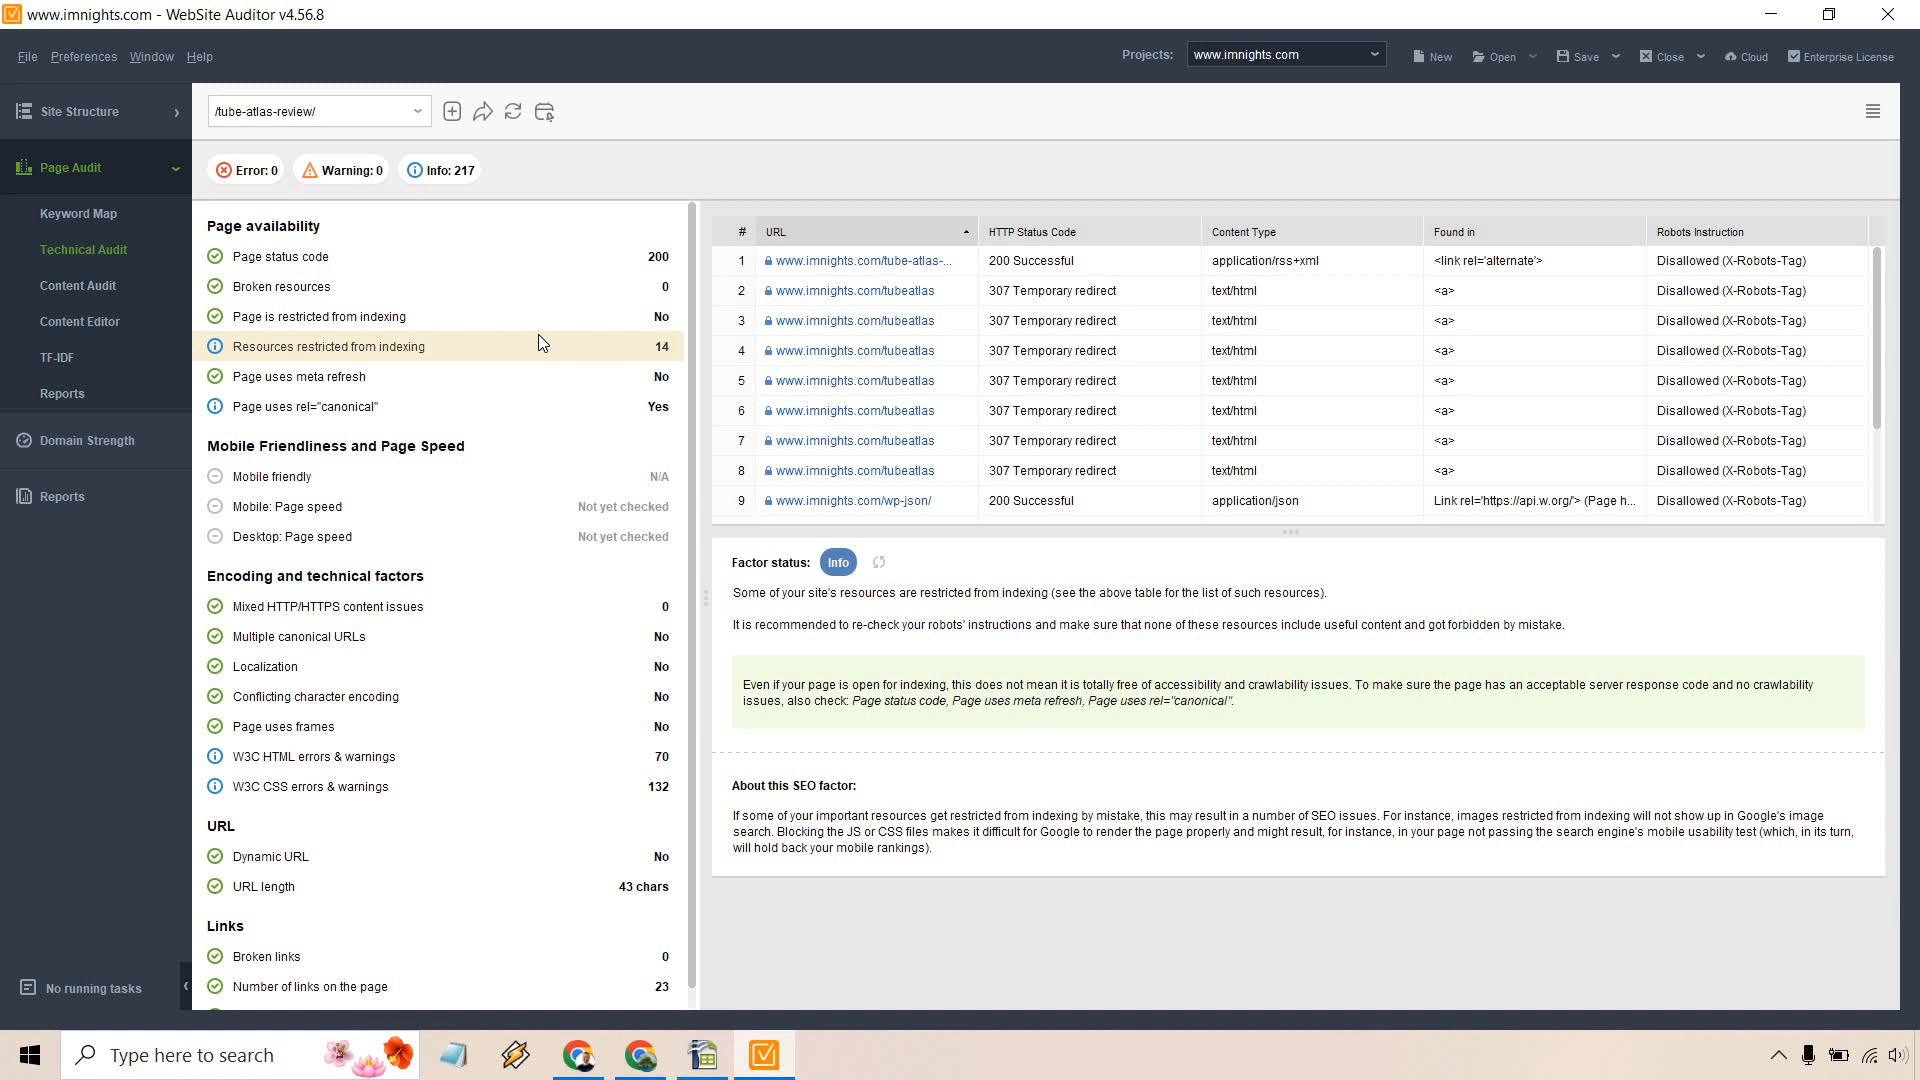 www.imnights.com - WebSite Auditor v4.56.8
File Preferences Window Help
Projects: www.imnights.com New Open Save Close Cloud Enterprise License
Site Structure
Page Audit
Keyword Map
Technical Audit
Content Audit
Content Editor
TF-IDF
Reports
Domain Strength
Reports
No running tasks
/tube-atlas-review/
Error: 0 Warning: 0 Info: 217
Page availability
Page status code 200
Broken resources 0
Page is restricted from indexing No
Resources restricted from indexing 14
Page uses meta refresh No
Page uses rel="canonical" Yes
Mobile Friendliness and Page Speed
Mobile friendly N/A
Mobile: Page speed Not yet checked
Desktop: Page speed Not yet checked
Encoding and technical factors
Mixed HTTP/HTTPS content issues 0
Multiple canonical URLs No
Localization No
Conflicting character encoding No
Page uses frames No
W3C HTML errors & warnings 70
W3C CSS errors & warnings 132
URL
Dynamic URL No
URL length 43 chars
Links
Broken links 0
Number of links on the page 23
# URL HTTP Status Code Content Type Found in Robots Instruction
1 www.imnights.com/tube-atlas-... 200 Successful application/rss+xml <link rel='alternate'> Disallowed (X-Robots-Tag)
2 www.imnights.com/tubeatlas 307 Temporary redirect text/html <a> Disallowed (X-Robots-Tag)
3 www.imnights.com/tubeatlas 307 Temporary redirect text/html <a> Disallowed (X-Robots-Tag)
4 www.imnights.com/tubeatlas 307 Temporary redirect text/html <a> Disallowed (X-Robots-Tag)
5 www.imnights.com/tubeatlas 307 Temporary redirect text/html <a> Disallowed (X-Robots-Tag)
6 www.imnights.com/tubeatlas 307 Temporary redirect text/html <a> Disallowed (X-Robots-Tag)
7 www.imnights.com/tubeatlas 307 Temporary redirect text/html <a> Disallowed (X-Robots-Tag)
8 www.imnights.com/tubeatlas 307 Temporary redirect text/html <a> Disallowed (X-Robots-Tag)
9 www.imnights.com/wp-json/ 200 Successful application/json Link rel='https://api.w.org/'> (Page h... Disallowed (X-Robots-Tag)
Factor status: Info
Some of your site's resources are restricted from indexing (see the above table for the list of such resources).
It is recommended to re-check your robots' instructions and make sure that none of these resources include useful content and got forbidden by mistake.
Even if your page is open for indexing, this does not mean it is totally free of accessibility and crawlability issues. To make sure the page has an acceptable server response code and no crawlability
issues, also check: Page status code, Page uses meta refresh, Page uses rel="canonical".
About this SEO factor:
If some of your important resources get restricted from indexing by mistake, this may result in a number of SEO issues. For instance, images restricted from indexing will not show up in Google's image
search. Blocking the JS or CSS files makes it difficult for Google to render the page properly and might result, for instance, in your page not passing the search engine's mobile usability test (which, in its turn,
will hold back your mobile rankings).
Type here to search